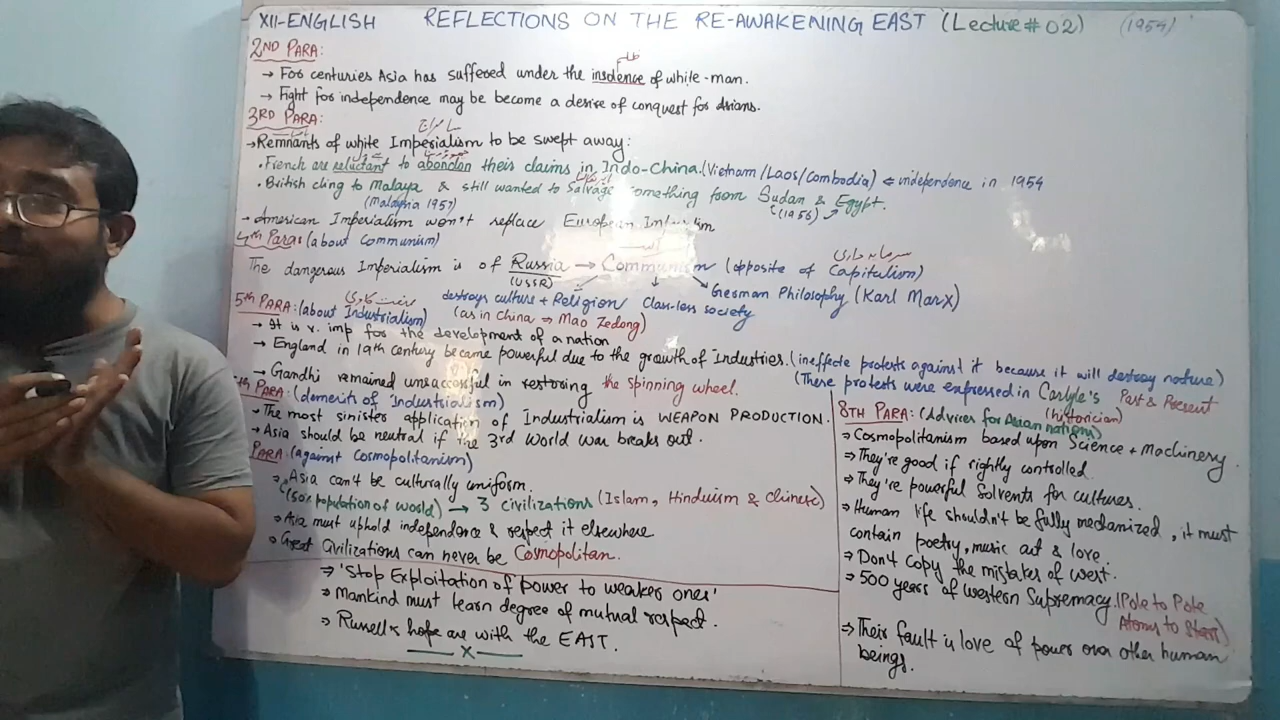 XII-ENGLISH REFLECTIONS ON THE RE-AWAKENING EAST (Lecture # 02) (1954)
2ND PARA:
ظلم
→ For centuries Asia has suffered under the insolence of white-man.
→ Fight for independence may be become a desire of conquest for Asians.
3RD PARA:
سامراج
→ Remnants of white Imperialism to be swept away:
• French are reluctant to abandon their claims in Indo-China. (Vietnam/Laos/Combodia) ⇐ independence in 1954
• British cling to Malaya & still wanted to Salvage something from Sudan & Egypt.
(Malaysia 1957) (1956)
→ American Imperialism won't replace European
4th Para: (about Communism)
سرمایہ داری
The dangerous Imperialism is of Russia → Communism (opposite of Capitalism)
(USSR)
destroys culture + Religion Class-less society German Philosophy (Karl Marx)
(as in China ⇒ Mao Zedong)
صنعت کاری
5th PARA: (about Industrialism)
→ It is v. imp for the development of a nation
→ England in 19th century became powerful due to the growth of Industries. (ineffecte protests against it because it will destroy nature)
(These protests were expressed in Carlyle's Past & Present
(historician)
→ Gandhi remained unsuccessful in restoring the spinning wheel.
th PARA: (demerits of Industrialism)
→ The most sinister application of Industrialism is WEAPON PRODUCTION.
→ Asia should be neutral if the 3rd World War breaks out.
PARA: (against Cosmopolitanism)
→ Asia can't be culturally uniform.
(50% population of world) → 3 civilizations (Islam, Hinduism & Chinese)
→ Asia must uphold independence & respect it elsewhere
→ Great Civilizations can never be Cosmopolitan.
⇒ 'Stop Exploitation of power to weaker ones'
⇒ Mankind must learn degree of mutual respect.
⇒ Russell's hope are with the EAST.
x
8TH PARA: (Advices for Asian nations)
⇒ Cosmopolitanism based upon Science + Machinery.
⇒ They're good if rightly controlled.
⇒ They're powerful Solvents for cultures.
⇒ Human life shouldn't be fully mechanized, it must
contain poetry, music art & love.
⇒ Don't copy the mistakes of west.
⇒ 500 years of western Supremacy. (Pole to Pole
Atoms to Stars)
⇒ Their fault is love of power over other human
beings.